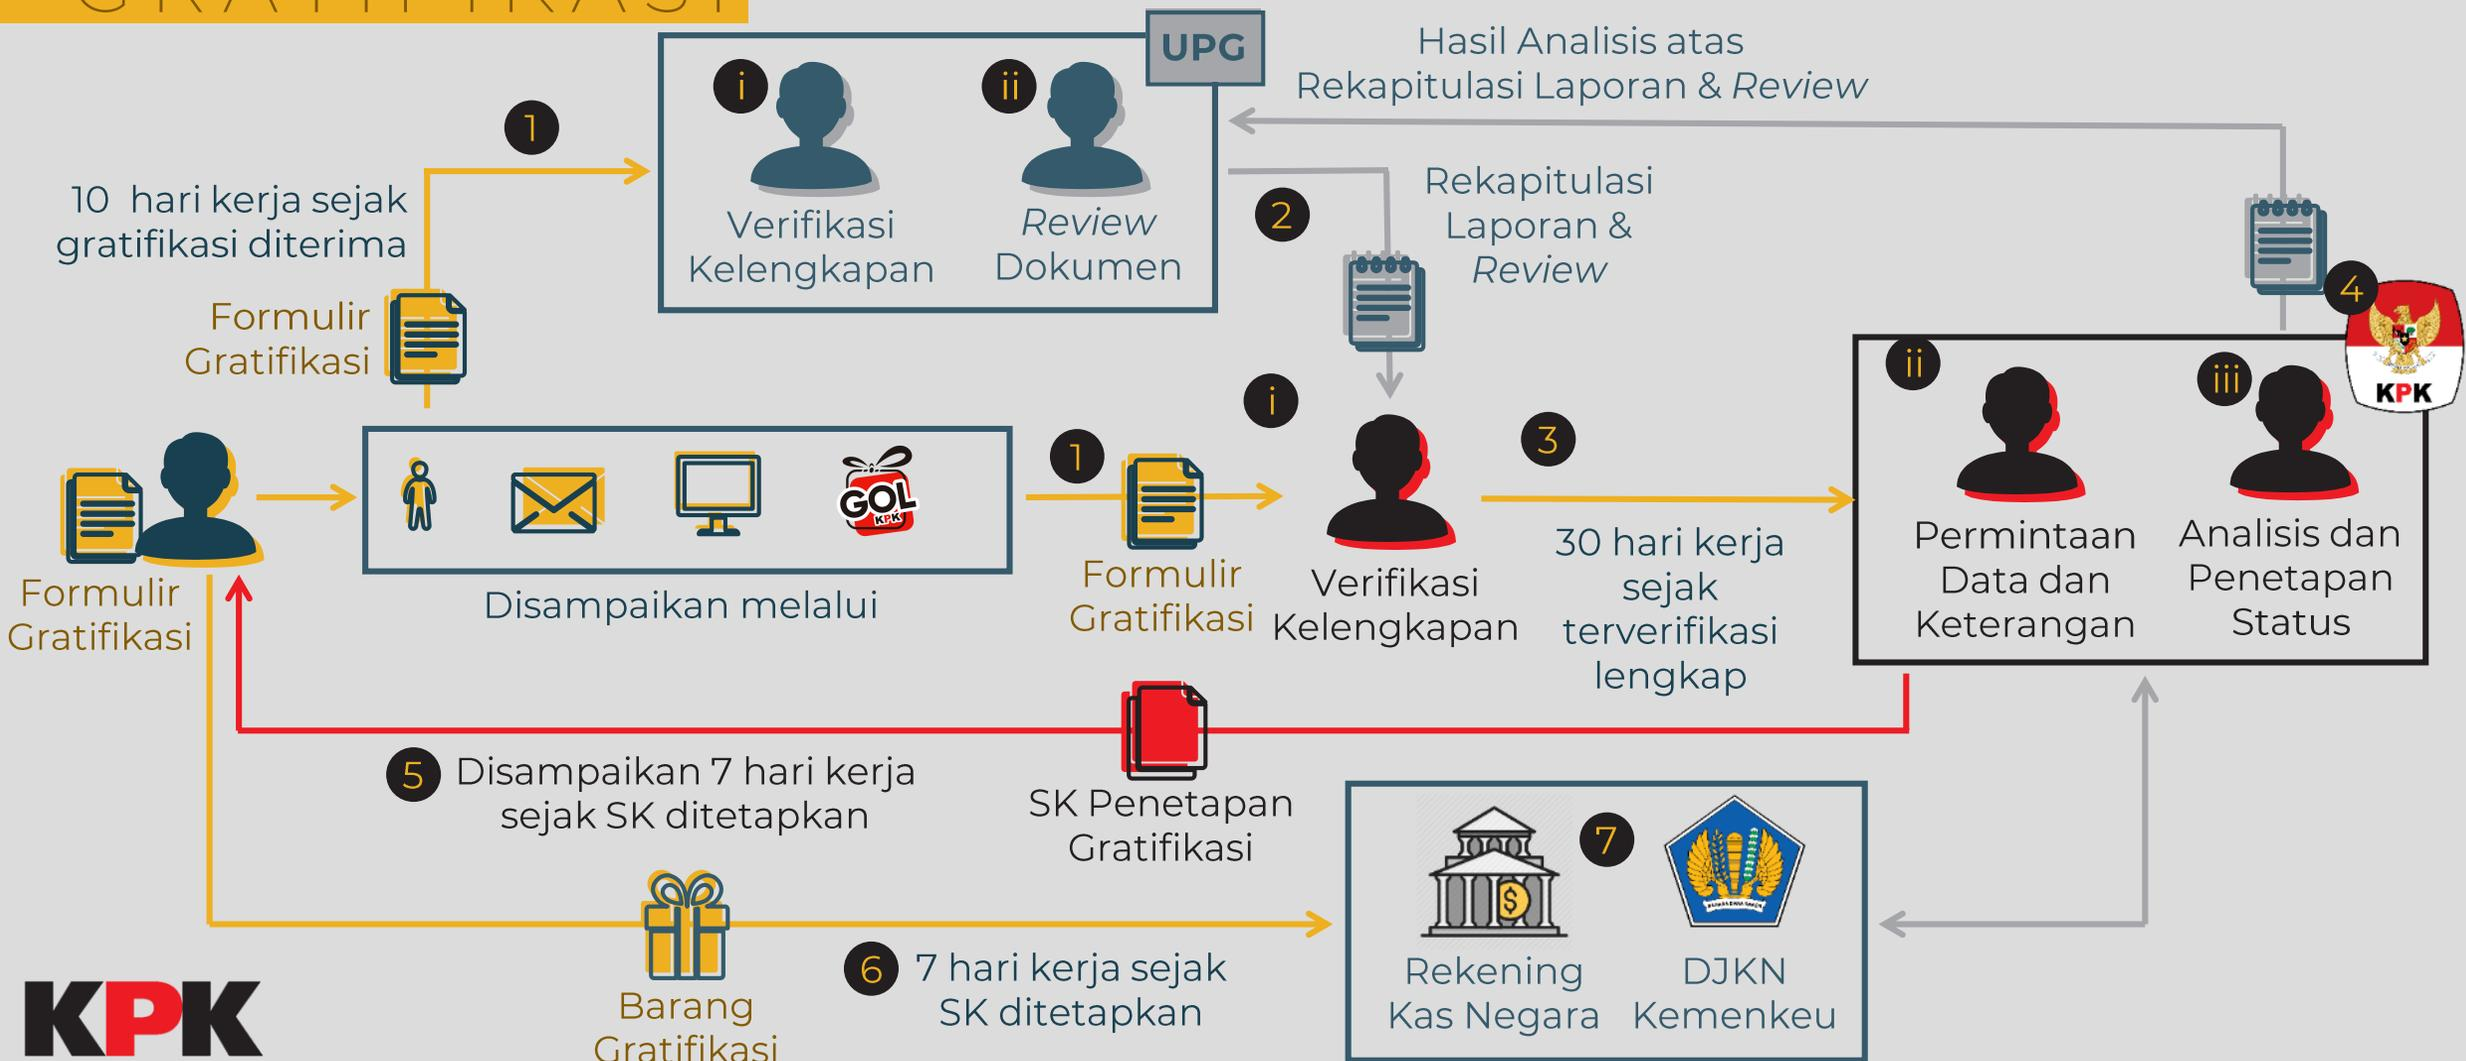 GRATIFIKASI
UPG
Hasil Analisis atas
Rekapitulasi Laporan & Review
i
ii
1
10 hari kerja sejak
gratifikasi diterima
Verifikasi
Kelengkapan
Review
Dokumen
2
Rekapitulasi
Laporan &
Review
Formulir
Gratifikasi
4
KPK
i
ii
iii
1
3
GOL
KPK
Formulir
Gratifikasi
Disampaikan melalui
Formulir
Gratifikasi
Verifikasi
Kelengkapan
30 hari kerja
sejak
terverifikasi
lengkap
Permintaan
Data dan
Keterangan
Analisis dan
Penetapan
Status
5
Disampaikan 7 hari kerja
sejak SK ditetapkan
SK Penetapan
Gratifikasi
7
6
7 hari kerja sejak
SK ditetapkan
Rekening
Kas Negara
DJKN
Kemenkeu
Barang
Gratifikasi
KPK